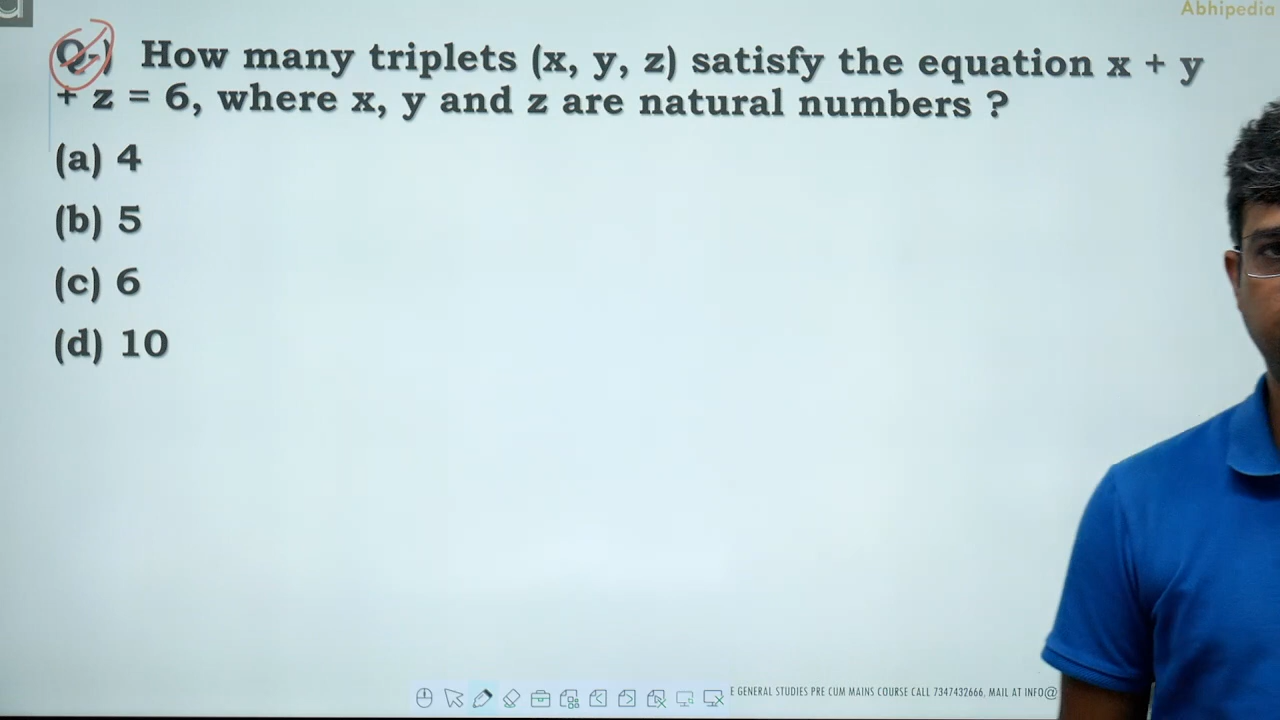 Abhipedia
Q-) How many triplets (x, y, z) satisfy the equation x + y
+ z = 6, where x, y and z are natural numbers ?
(a) 4
(b) 5
(c) 6
(d) 10
E GENERAL STUDIES PRE CUM MAINS COURSE CALL 7347432666, MAIL AT INFO@